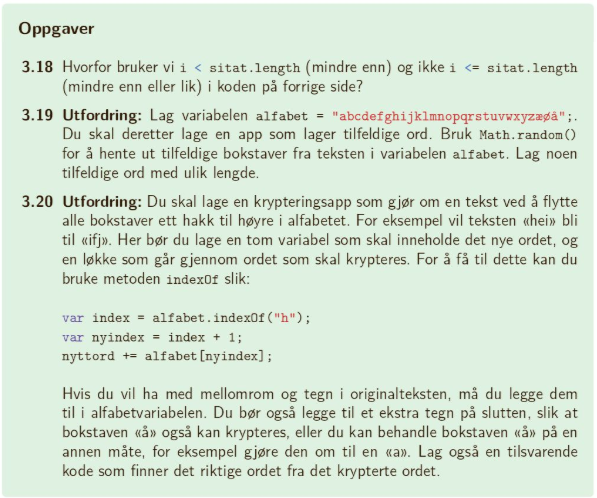 Oppgaver
3.18 Hvorfor bruker vi i < sitat.length (mindre enn) og ikke i <= sitat.length
(mindre enn eller lik) i koden på forrige side?
3.19 Utfordring: Lag variabelen alfabet = "abcdefghijklmnopqrstuvwxyzæøå";.
Du skal deretter lage en app som lager tilfeldige ord. Bruk Math.random()
for å hente ut tilfeldige bokstaver fra teksten i variabelen alfabet. Lag noen
tilfeldige ord med ulik lengde.
3.20 Utfordring: Du skal lage en krypteringsapp som gjør om en tekst ved å flytte
alle bokstaver ett hakk til høyre i alfabetet. For eksempel vil teksten «hei» bli
til «ifj». Her bør du lage en tom variabel som skal inneholde det nye ordet, og
en løkke som går gjennom ordet som skal krypteres. For å få til dette kan du
bruke metoden indexOf slik:
var index = alfabet.indexOf("h");
var nyindex = index + 1;
nyttord += alfabet[nyindex];
Hvis du vil ha med mellomrom og tegn i originalteksten, må du legge dem
til i alfabetvariabelen. Du bør også legge til et ekstra tegn på slutten, slik at
bokstaven «å» også kan krypteres, eller du kan behandle bokstaven «å» på en
annen måte, for eksempel gjøre den om til en «a». Lag også en tilsvarende
kode som finner det riktige ordet fra det krypterte ordet.